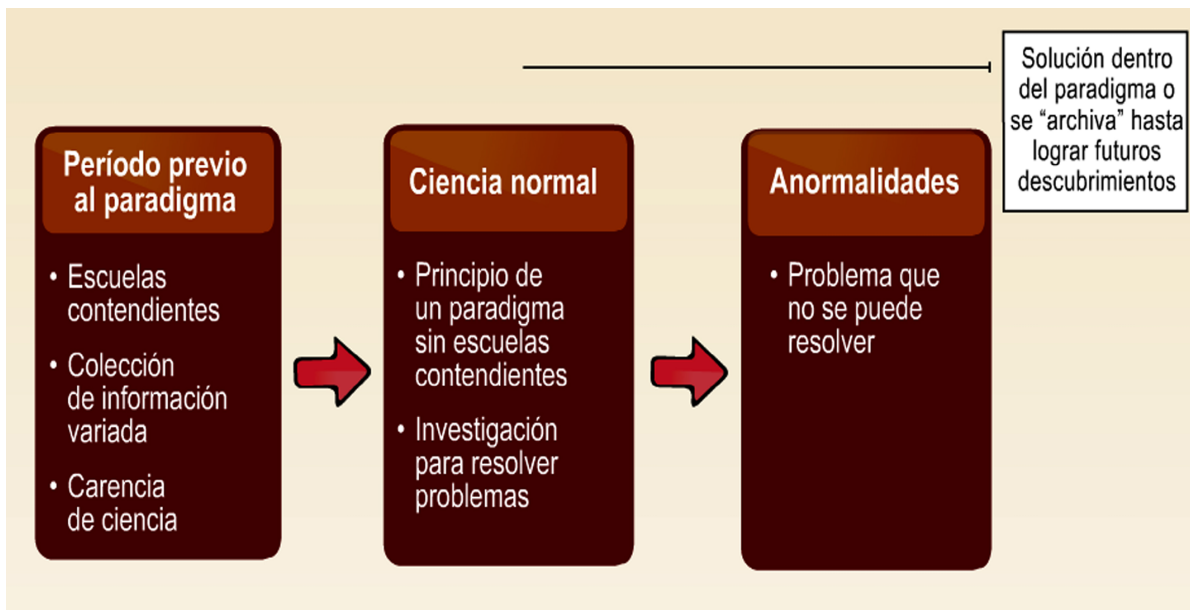 Solución dentro
del paradigma o
se “archiva” hasta
lograr futuros
descubrimientos
Período previo
al paradigma
• Escuelas
contendientes
• Colección
de información
variada
• Carencia
de ciencia
Ciencia normal
• Principio de
un paradigma
sin escuelas
contendientes
• Investigación
para resolver
problemas
Anormalidades
• Problema que
no se puede
resolver